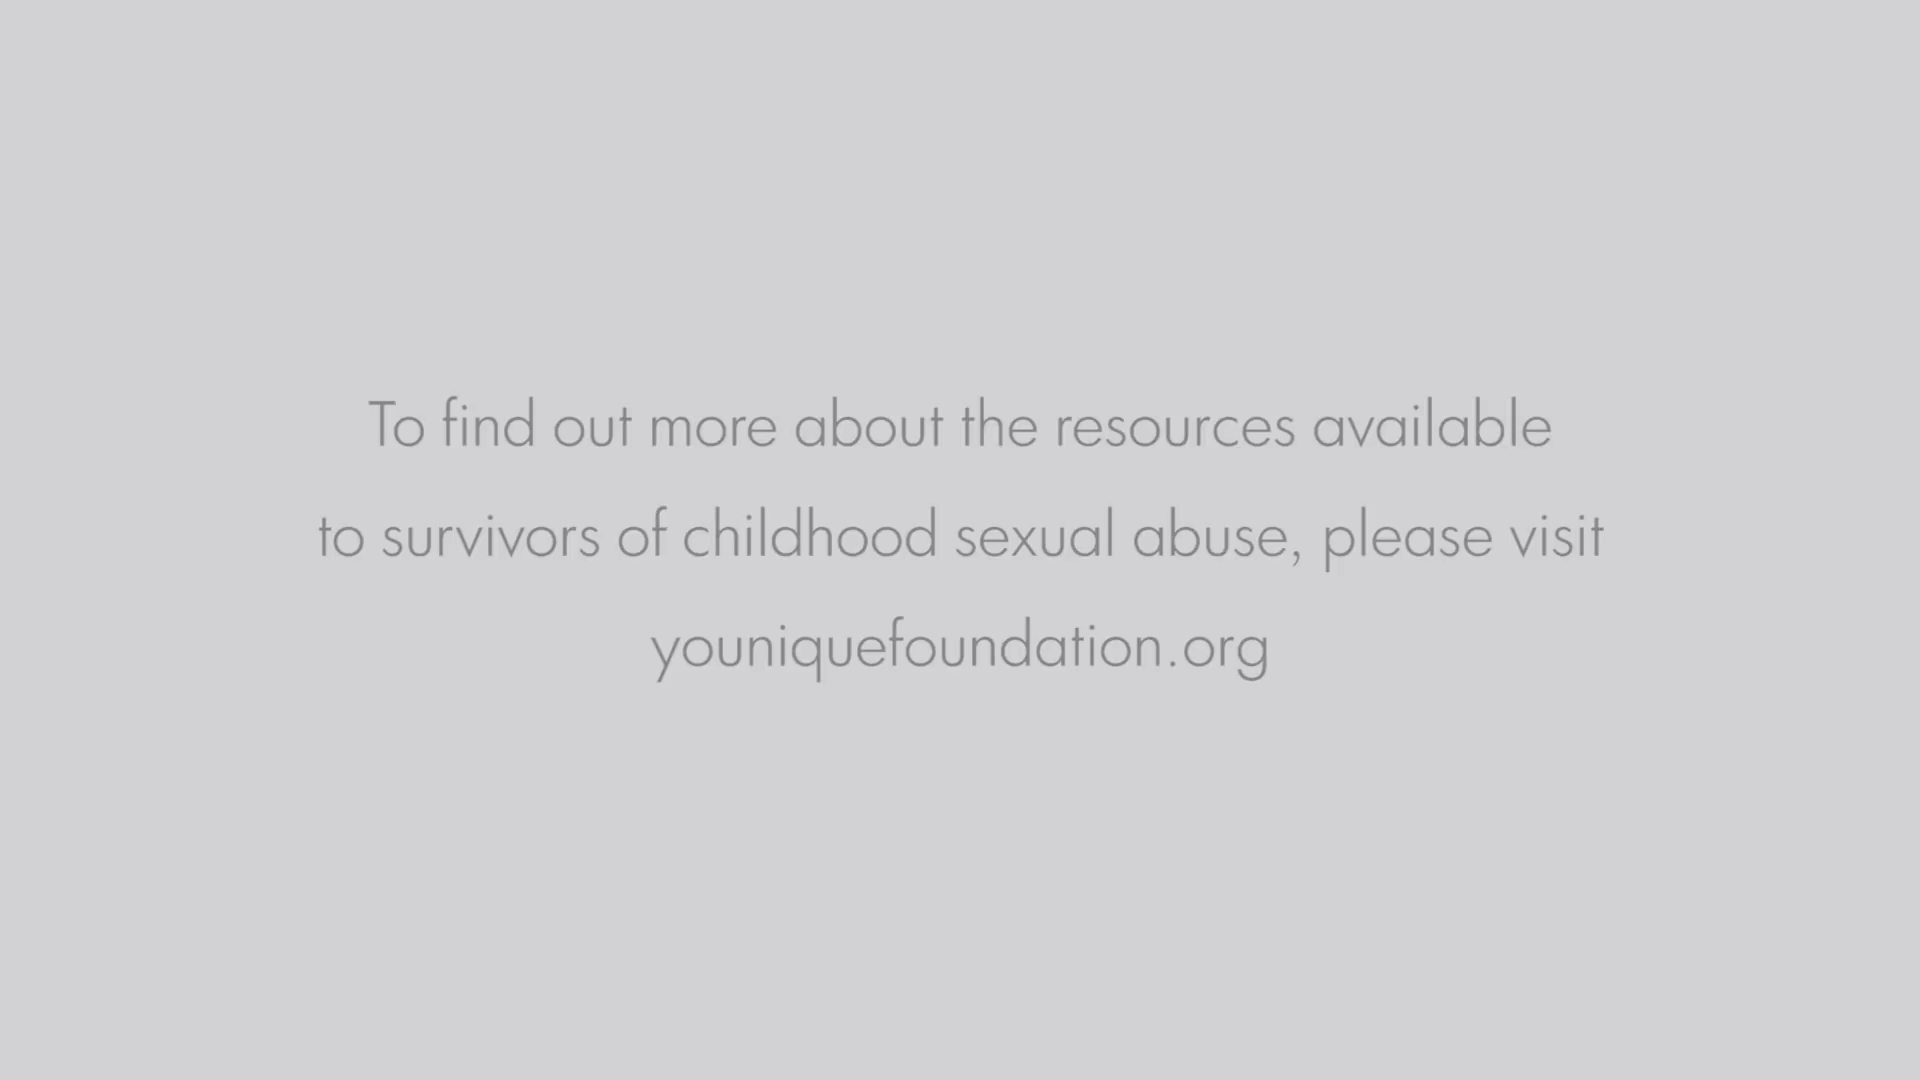 To find out more about the resources available
to survivors of childhood sexual abuse, please visit
youniquefoundation.org